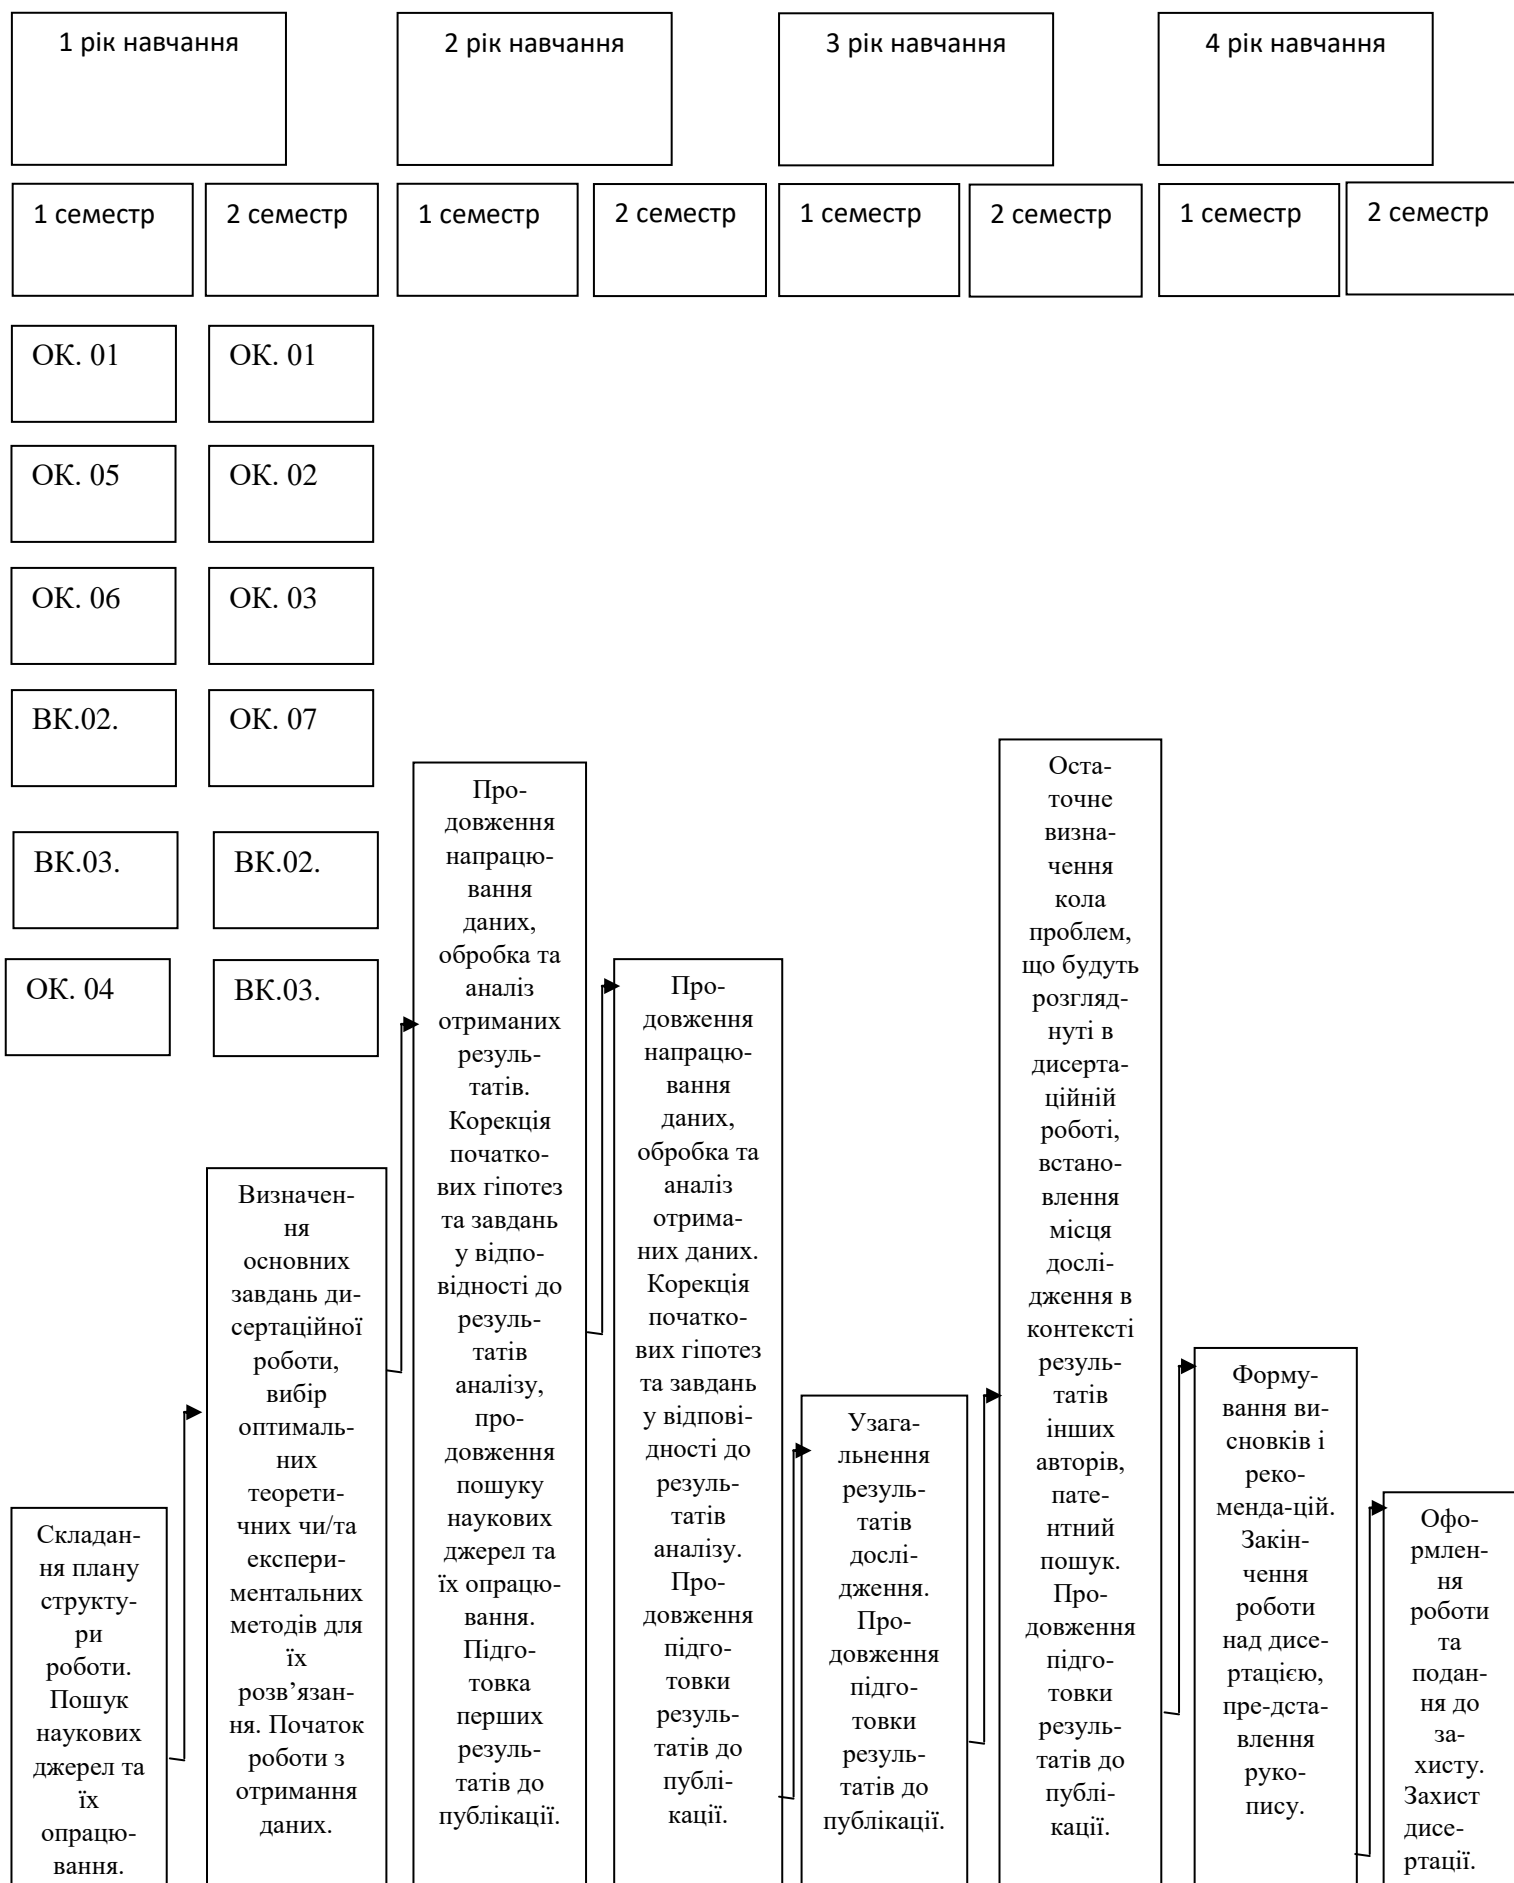 1 рік навчання
2 рік навчання
3 рік навчання
4 рік навчання
1 семестр
2 семестр
1 семестр
2 семестр
1 семестр
2 семестр
1 семестр
2 семестр
ОК. 01
ОК. 01
ОК. 05
ОК. 02
ОК. 06
ОК. 03
ВК.02.
ОК. 07
ВК.03.
ВК.02.
ОК. 04
ВК.03.
Складан-
ня плану
структу-
ри
роботи.
Пошук
наукових
джерел та
їх
опрацю-
вання.
Визначен-
ня
основних
завдань ди-
сертаційної
роботи,
вибір
оптималь-
них
теорети-
чних чи/та
експери-
ментальних
методів для
їх
розв’язан-
ня. Початок
роботи з
отримання
даних.
Про-
довження
напрацю-
вання
даних,
обробка та
аналіз
отриманих
резуль-
татів.
Корекція
початко-
вих гіпотез
та завдань
у відпо-
відності до
резуль-
татів
аналізу,
про-
довження
пошуку
наукових
джерел та
їх опрацю-
вання.
Підго-
товка
перших
резуль-
татів до
публікації.
Про-
довження
напрацю-
вання
даних,
обробка та
аналіз
отрима-
них даних.
Корекція
початко-
вих гіпотез
та завдань
у відпові-
дності до
резуль-
татів
аналізу.
Про-
довження
підго-
товки
резуль-
татів до
публі-
кації.
Узага-
льнення
резуль-
татів
дослі-
дження.
Про-
довження
підго-
товки
резуль-
татів до
публікації.
Оста-
точне
визна-
чення
кола
проблем,
що будуть
розгляд-
нуті в
дисерта-
ційній
роботі,
встано-
влення
місця
дослі-
дження в
контексті
резуль-
татів
інших
авторів,
пате-
нтний
пошук.
Про-
довження
підго-
товки
резуль-
татів до
публі-
кації.
Форму-
вання ви-
сновків і
реко-
менда-цій.
Закін-
чення
роботи
над дисе-
ртацією,
пре-дста-
влення
руко-
пису.
Офо-
рмлен-
ня
роботи
та
подан-
ня до
за-
хисту.
Захист
дисе-
ртації.